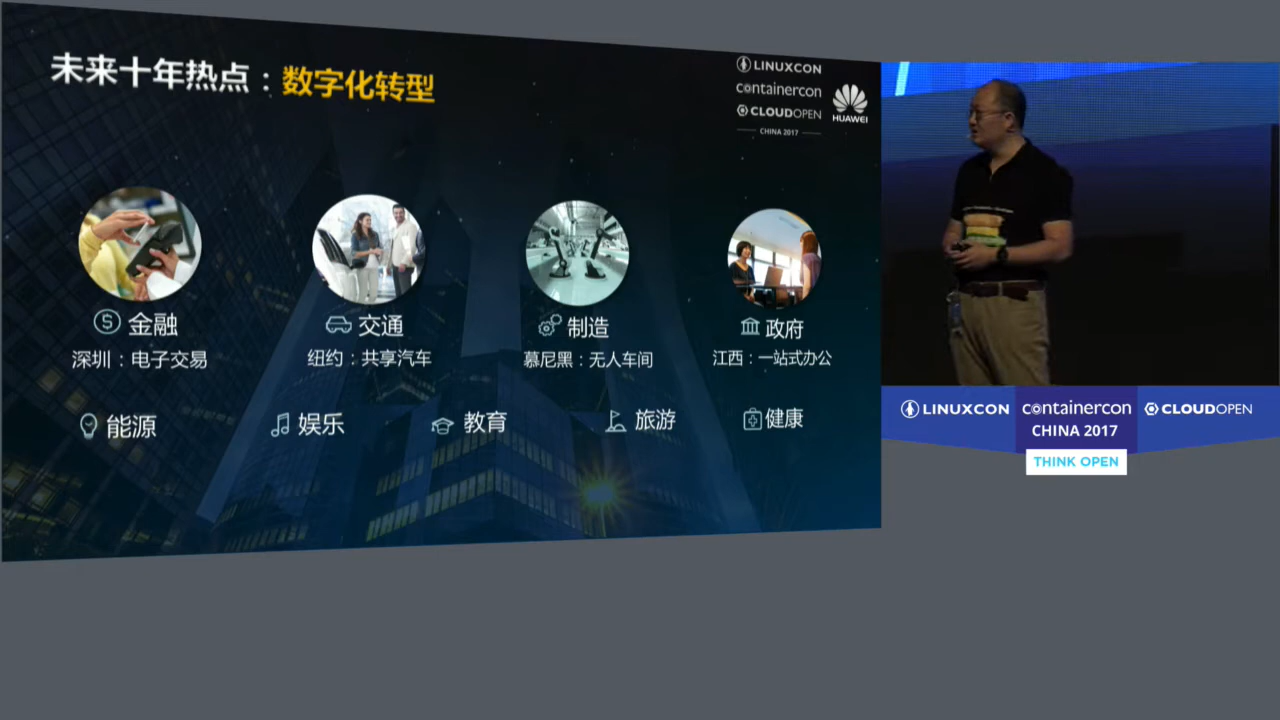 未来十年热点：数字化转型
LINUXCON
containercon
CLOUDOPEN
CHINA 2017
HUAWEI
金融
深圳：电子交易
交通
纽约：共享汽车
制造
慕尼黑：无人车间
政府
江西：一站式办公
能源
娱乐
教育
旅游
健康
LINUXCON
containercon
CLOUDOPEN
CHINA 2017
THINK OPEN